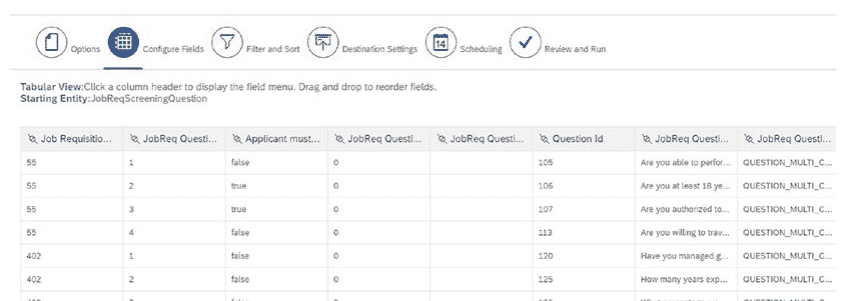 Options Configure Fields Filter and Sort Destination Settings 14 Scheduling Review and Run
Tabular View:Click a column header to display the field menu. Drag and drop to reorder fields.
Starting Entity:JobReqScreeningQuestion
Job Requisitio... JobReq Questi... Applicant must... JobReq Questi... JobReq Questi... Question Id JobReq Questi... JobReq Questi...
55 1 false 0 105 Are you able to perfor... QUESTION_MULTI_C...
55 2 true 0 106 Are you at least 18 ye... QUESTION_MULTI_C...
55 3 true 0 107 Are you authorized to... QUESTION_MULTI_C...
55 4 false 0 113 Are you willing to trav... QUESTION_MULTI_C...
402 1 false 0 120 Have you managed g... QUESTION_MULTI_C...
402 2 false 0 125 How many years exp... QUESTION_MULTI_C...